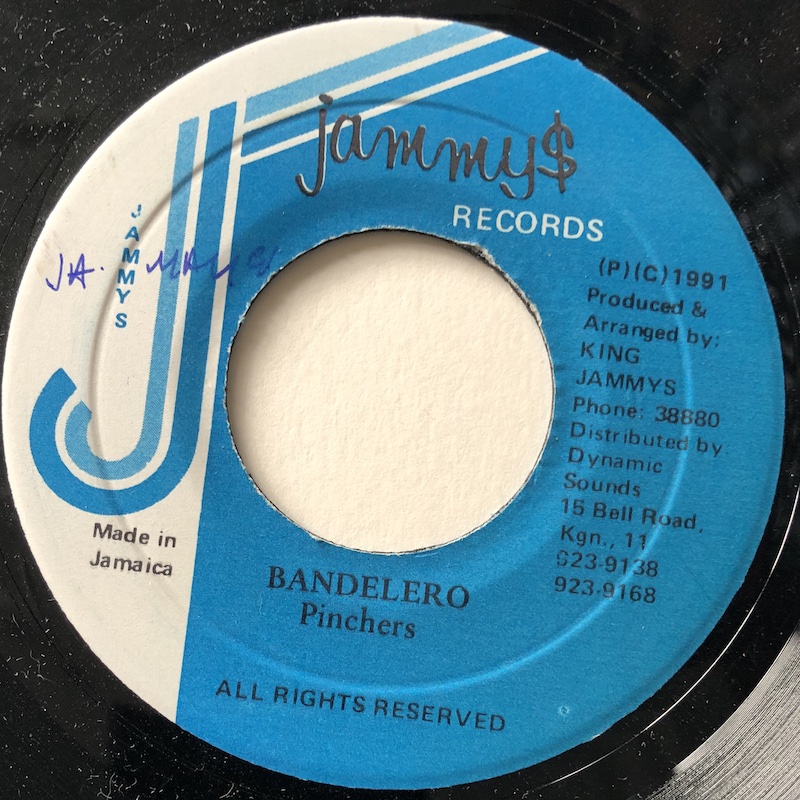 jammy$
RECORDS
JAMMYS
JA.
(P)(C)1991
Produced &
Arranged by:
KING
JAMMYS
Phone: 38880
Distributed by
Dynamic
Sounds
15 Bell Road,
Kgn., 11
923-9138
923-9168
Made in
Jamaica
BANDELERO
Pinchers
ALL RIGHTS RESERVED